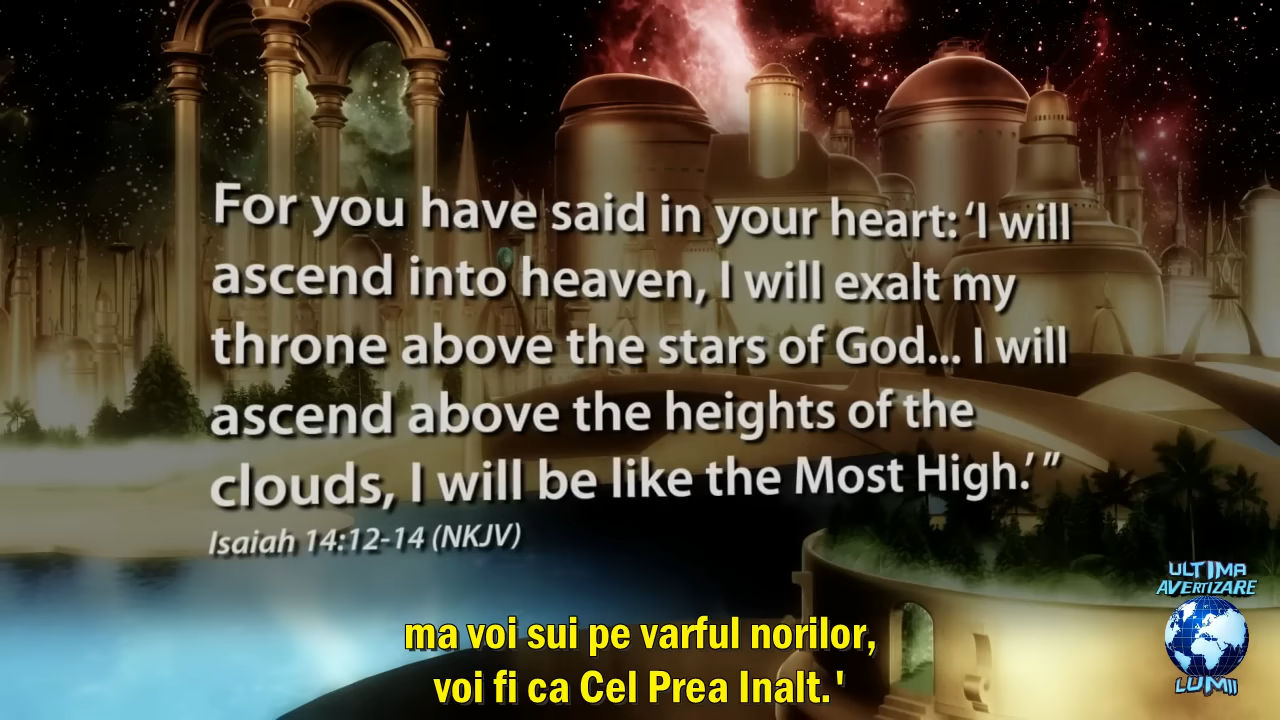 For you have said in your heart: ‘I will
ascend into heaven, I will exalt my
throne above the stars of God... I will
ascend above the heights of the
clouds, I will be like the Most High.’ ”
Isaiah 14:12-14 (NKJV)
ULTIMA
AVERTIZARE
LUMII
ma voi sui pe varful norilor,
voi fi ca Cel Prea Inalt.'